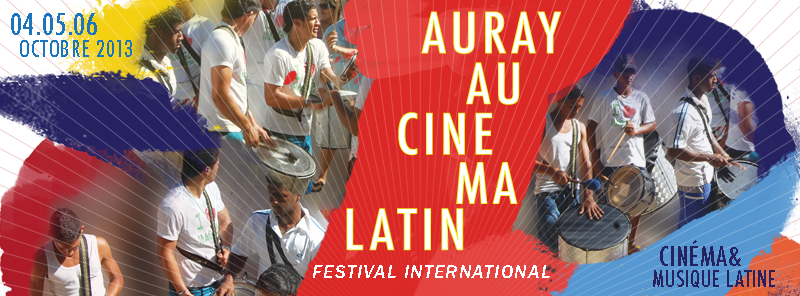 04.05.06
OCTOBRE 2013
AURAY
AU
CINE
MA
LATIN
FESTIVAL INTERNATIONAL
CINÉMA&
MUSIQUE LATINE